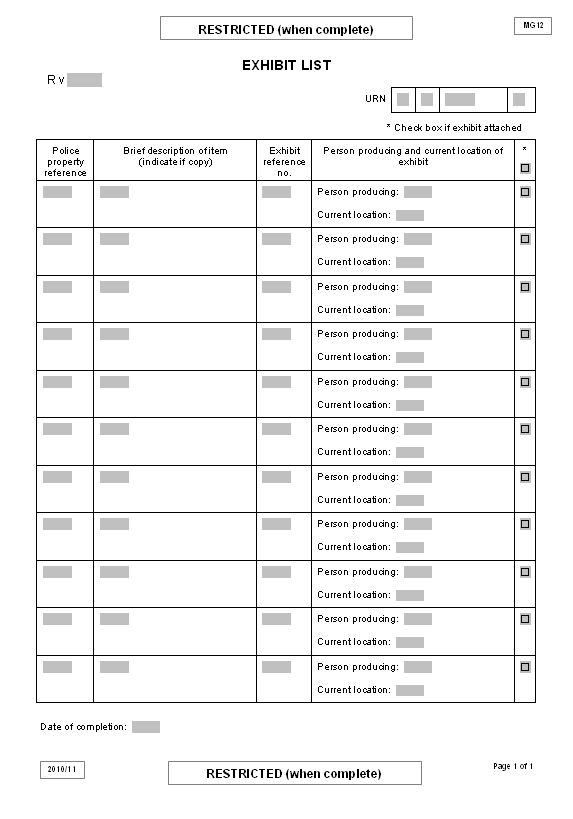 RESTRICTED (when complete)
MG12
EXHIBIT LIST
R v
URN
* Check box if exhibit attached
Police property reference
Brief description of item (indicate if copy)
Exhibit reference no.
Person producing and current location of exhibit
*
Person producing:
Current location:
Person producing:
Current location:
Person producing:
Current location:
Person producing:
Current location:
Person producing:
Current location:
Person producing:
Current location:
Person producing:
Current location:
Person producing:
Current location:
Person producing:
Current location:
Person producing:
Current location:
Person producing:
Current location:
Date of completion:
2010/11
RESTRICTED (when complete)
Page 1 of 1